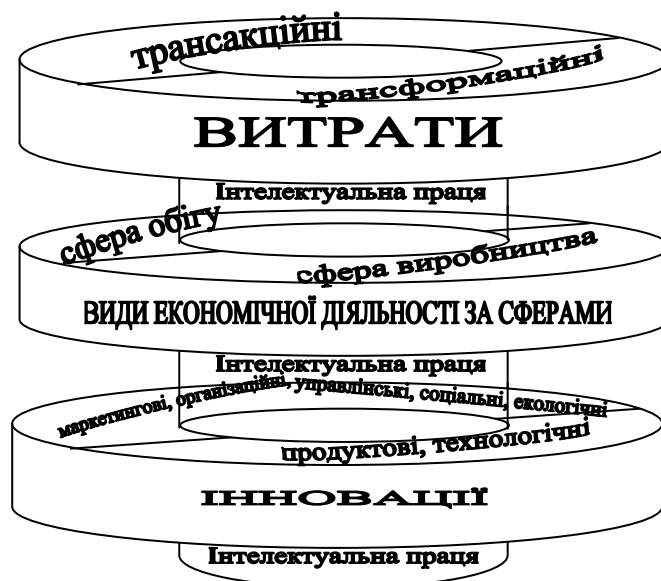 трансакційні
трансформаційні
ВИТРАТИ
Інтелектуальна праця
сфера обігу
сфера виробництва
ВИДИ ЕКОНОМІЧНОЇ ДІЯЛЬНОСТІ ЗА СФЕРАМИ
Інтелектуальна праця
маркетингові, організаційні, управлінські, соціальні, екологічні
продуктові, технологічні
ІННОВАЦІЇ
Інтелектуальна праця